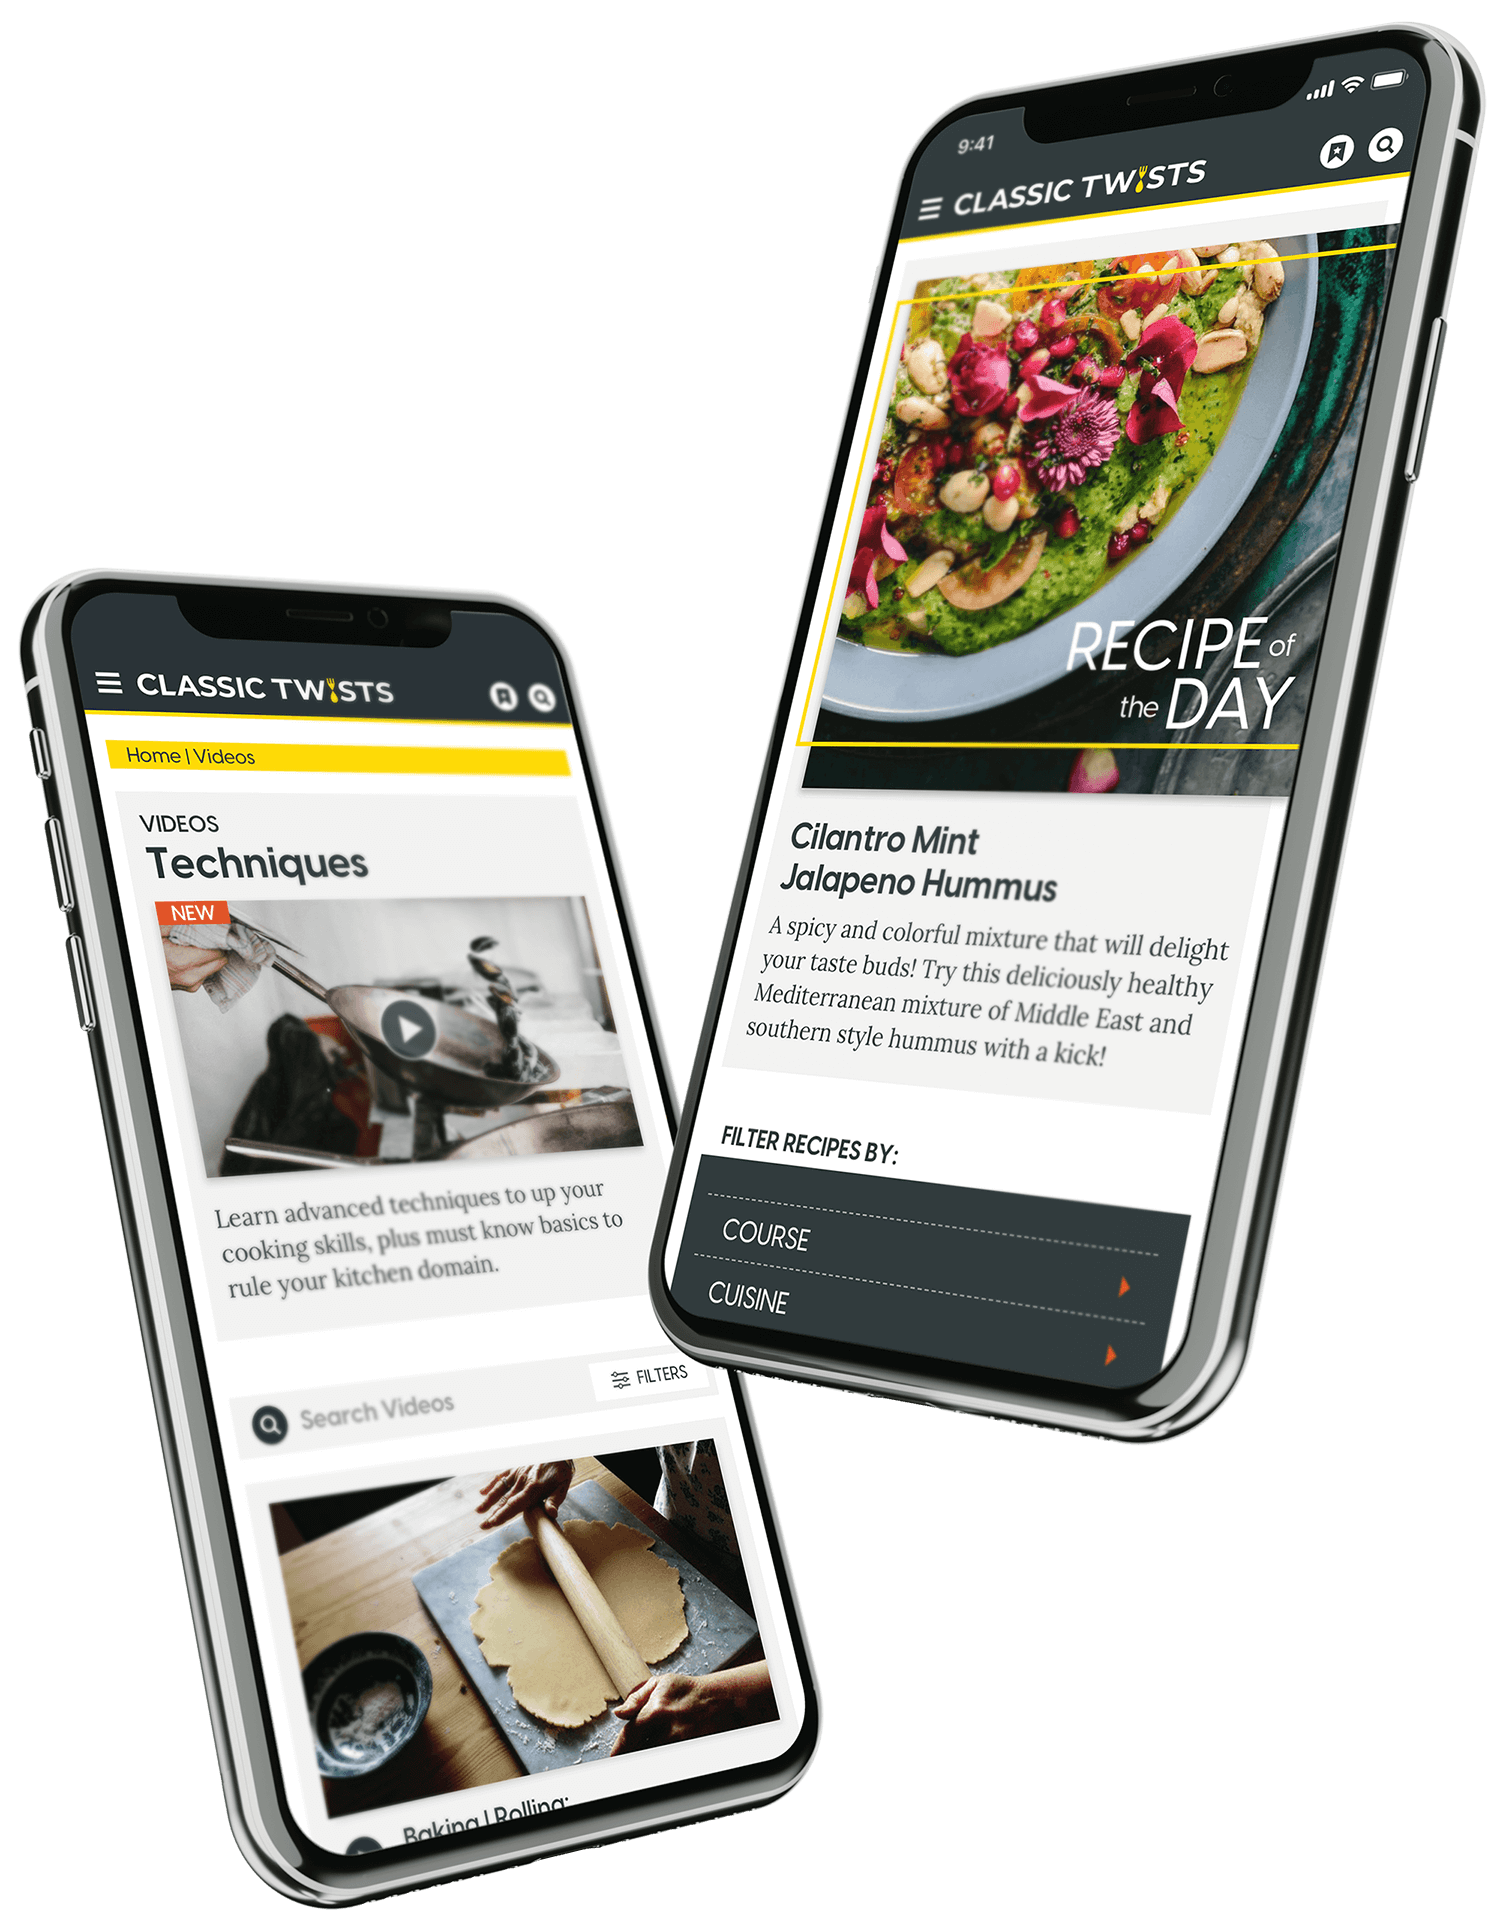 CLASSIC TWISTS
Home | Videos
VIDEOS
Techniques
NEW
Learn advanced techniques to up your
cooking skills, plus must know basics to
rule your kitchen domain.
Search Videos
FILTERS
Baking | Rolling:
9:41
CLASSIC TWISTS
RECIPE of
the DAY
Cilantro Mint
Jalapeno Hummus
A spicy and colorful mixture that will delight
your taste buds! Try this deliciously healthy
Mediterranean mixture of Middle East and
southern style hummus with a kick!
FILTER RECIPES BY:
COURSE
CUISINE